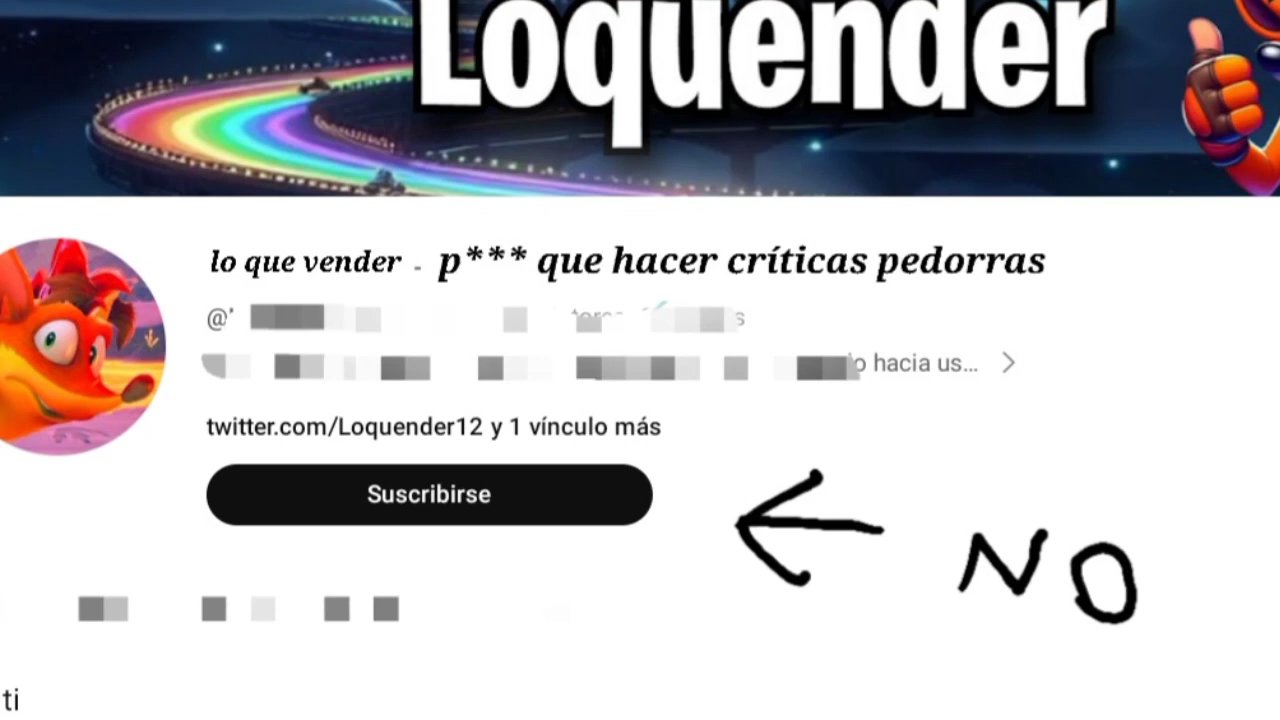 Loquender
lo que vender - p*** que hacer críticas pedorras
@
o hacia us... >
twitter.com/Loquender12 y 1 vínculo más
Suscribirse
NO
ti